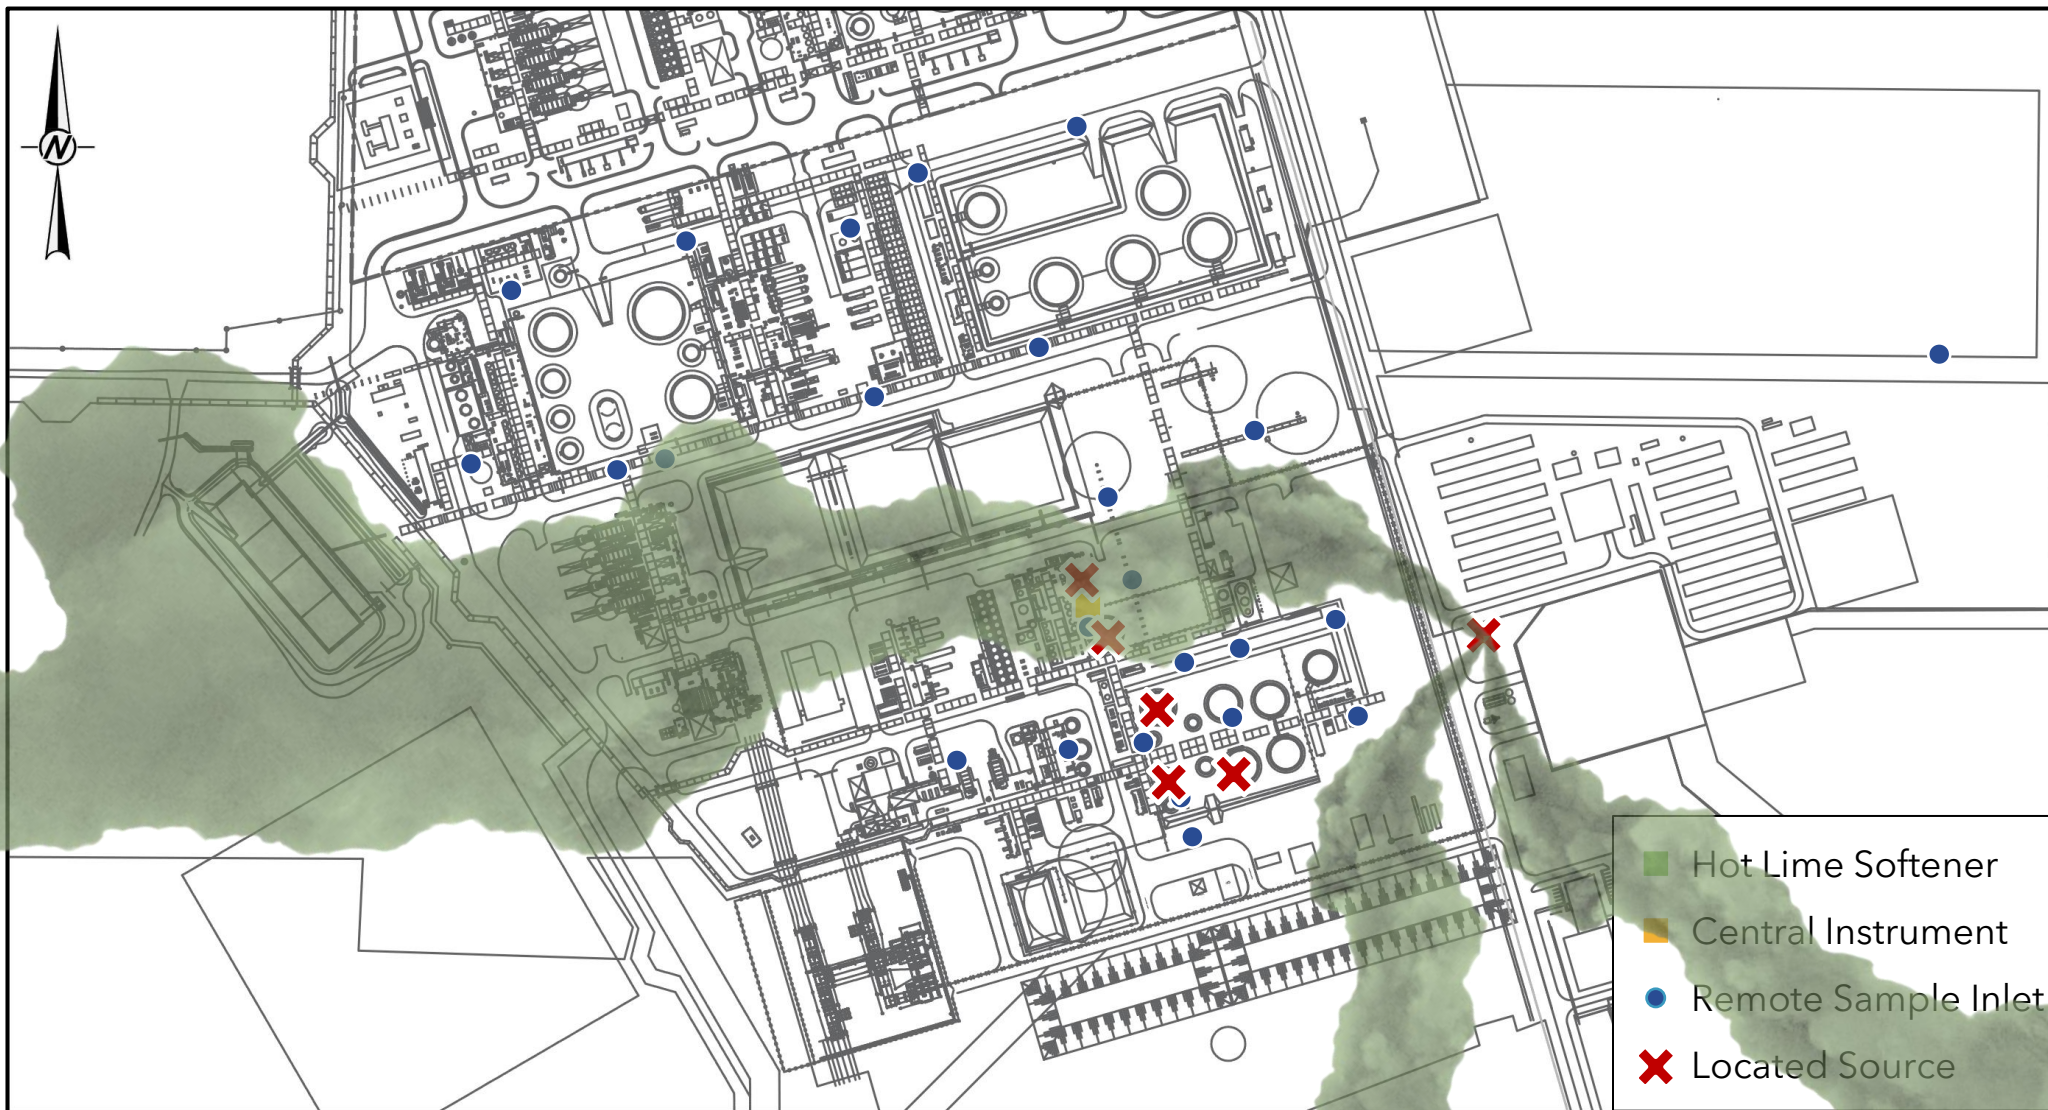 N
Hot Lime Softener
Central Instrument
Remote Sample Inlet
Located Source